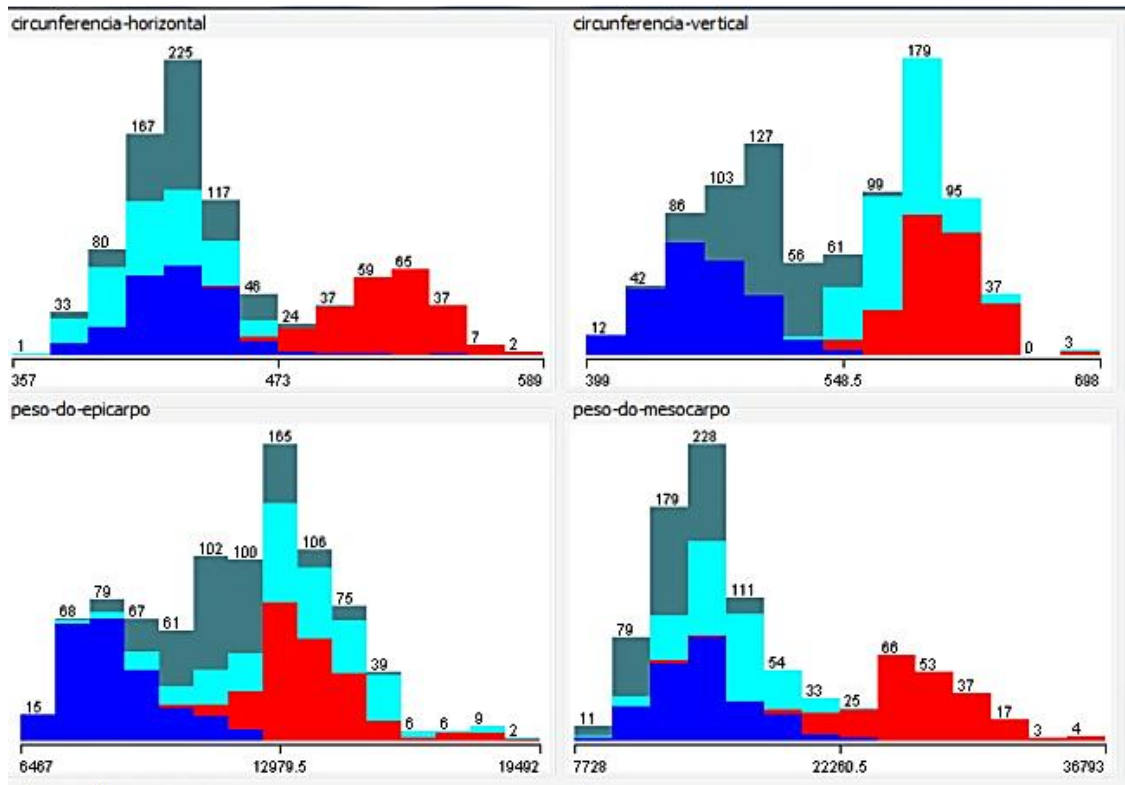 circunferencia-horizontal
1 33 80 167 225 117 46 24 37 59 65 37 7 2
357 473 589
circunferencia-vertical
12 42 86 103 127 56 61 99 179 95 37 0 3
399 548.5 698
peso-do-epicarpo
15 68 79 67 61 102 100 165 106 75 39 6 6 9 2
6467 12979.5 19492
peso-do-mesocarpo
11 79 179 228 111 54 33 25 66 53 37 17 3 4
7728 22260.5 36793